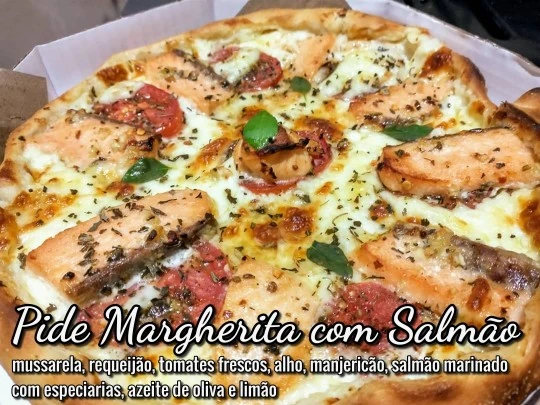 Pide Margherita com Salmão
mussarela, requeijão, tomates frescos, alho, manjericão, salmão marinado
com especiarias, azeite de oliva e limão